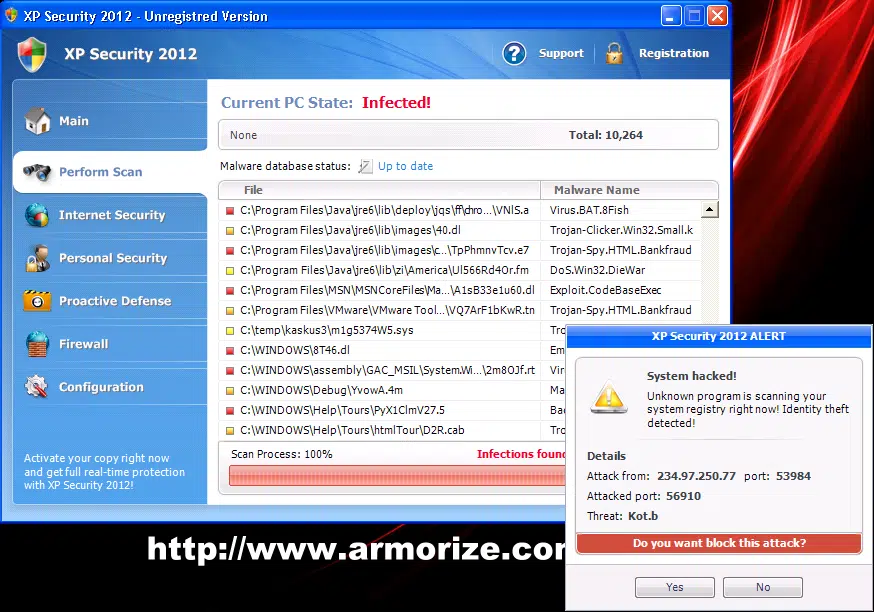 XP Security 2012 - Unregistred Version
XP Security 2012
Support
Registration
Main
Perform Scan
Internet Security
Personal Security
Proactive Defense
Firewall
Configuration
Activate your copy right now
and get full real-time protection
with XP Security 2012!
Current PC State: Infected!
None Total: 10,264
Malware database status: Up to date
File Malware Name
C:\Program Files\Java\jre6\lib\deploy\jqs\ff\chro...\VNlS.a Virus.BAT.8Fish
C:\Program Files\Java\jre6\lib\images\40.dl Trojan-Clicker.Win32.Small.k
C:\Program Files\Java\jre6\lib\images\c...\TpPhmnvTcv.e7 Trojan-Spy.HTML.Bankfraud
C:\Program Files\Java\jre6\lib\zi\America\Ul566Rd4Or.fm DoS.Win32.DieWar
C:\Program Files\MSN\MSNCoreFiles\Ma...\A1sB33e1u60.dl Exploit.CodeBaseExec
C:\Program Files\VMware\VMware Tool...\VQ7ArF1bKwR.tn Trojan-Spy.HTML.Bankfraud
C:\temp\kaskus3\m1g5374W5.sys Trojan
C:\WINDOWS\8T46.dl Em
C:\WINDOWS\assembly\GAC_MSIL\System.Wi...\2m8OJf.rt Vir
C:\WINDOWS\Debug\YvowA.4m Ma
C:\WINDOWS\Help\Tours\PyX1ClmV27.5 Bac
C:\WINDOWS\Help\Tours\htmlTour\D2R.cab Tro
Scan Process: 100% Infections found
XP Security 2012 ALERT
System hacked!
Unknown program is scanning your
system registry right now! Identity theft
detected!
Details
Attack from: 234.97.250.77 port: 53984
Attacked port: 56910
Threat: Kot.b
Do you want block this attack?
Yes No
http://www.armorize.com